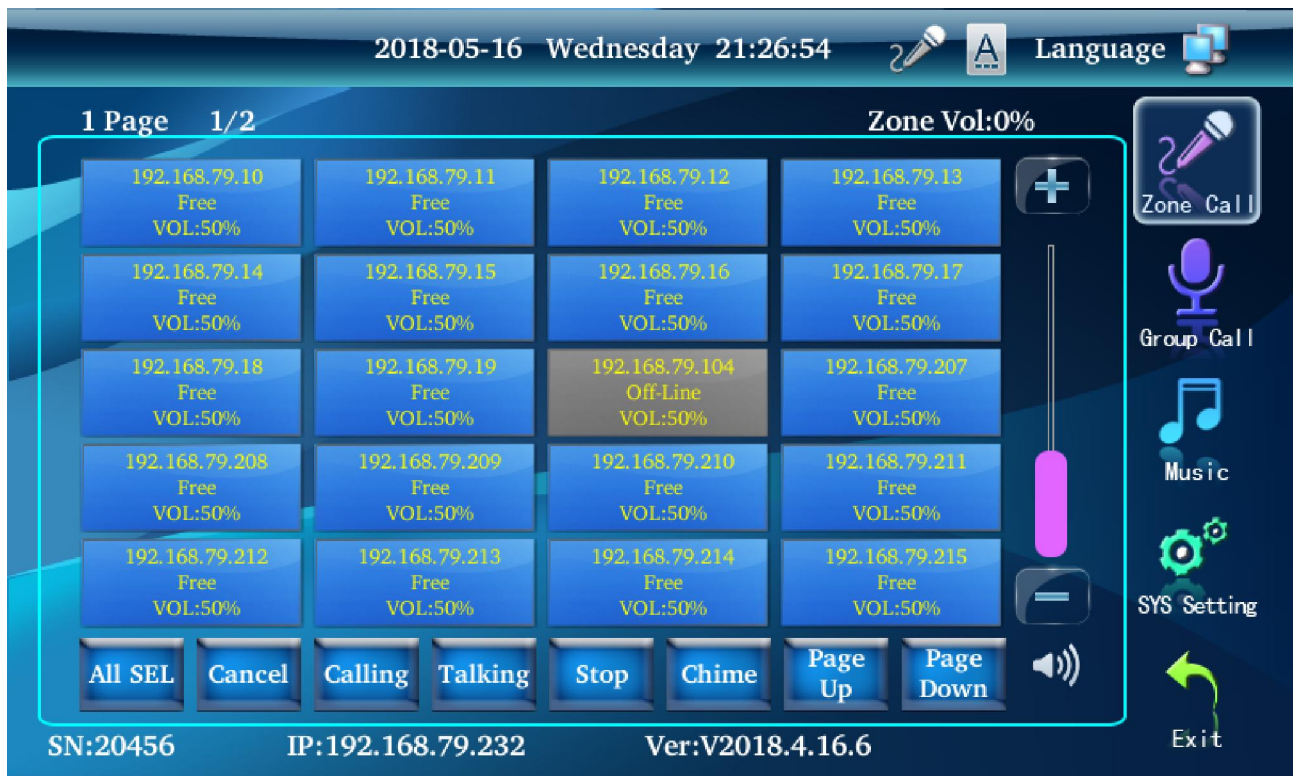 2018-05-16 Wednesday 21:26:54 A Language
1 Page 1/2 Zone Vol:0%
192.168.79.10 192.168.79.11 192.168.79.12 192.168.79.13
Free Free Free Free
VOL:50% VOL:50% VOL:50% VOL:50%
Zone Call
192.168.79.14 192.168.79.15 192.168.79.16 192.168.79.17
Free Free Free Free
VOL:50% VOL:50% VOL:50% VOL:50%
Group Call
192.168.79.18 192.168.79.19 192.168.79.104 192.168.79.207
Free Free Off-Line Free
VOL:50% VOL:50% VOL:50% VOL:50%
Music
192.168.79.208 192.168.79.209 192.168.79.210 192.168.79.211
Free Free Free Free
VOL:50% VOL:50% VOL:50% VOL:50%
192.168.79.212 192.168.79.213 192.168.79.214 192.168.79.215
Free Free Free Free
VOL:50% VOL:50% VOL:50% VOL:50%
SYS Setting
All SEL Cancel Calling Talking Stop Chime Page Up Page Down
Exit
SN:20456 IP:192.168.79.232 Ver:V2018.4.16.6